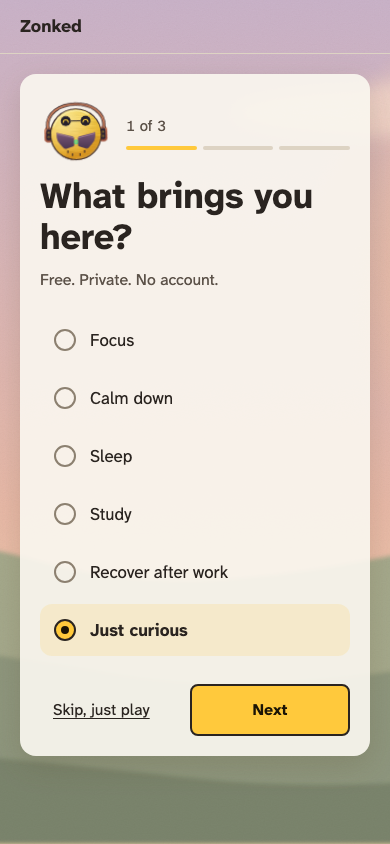 Zonked
1 of 3
What brings you
here?
Free. Private. No account.
Focus
Calm down
Sleep
Study
Recover after work
Just curious
Skip, just play
Next